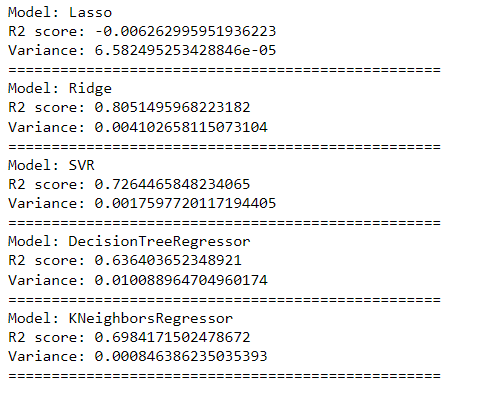 Model: Lasso
R2 score: -0.006262995951936223
Variance: 6.582495253428846e-05
==================================================
Model: Ridge
R2 score: 0.8051495968223182
Variance: 0.004102658115073104
==================================================
Model: SVR
R2 score: 0.7264465848234065
Variance: 0.0017597720117194405
==================================================
Model: DecisionTreeRegressor
R2 score: 0.636403652348921
Variance: 0.010088964704960174
==================================================
Model: KNeighborsRegressor
R2 score: 0.6984171502478672
Variance: 0.000846386235035393
==================================================